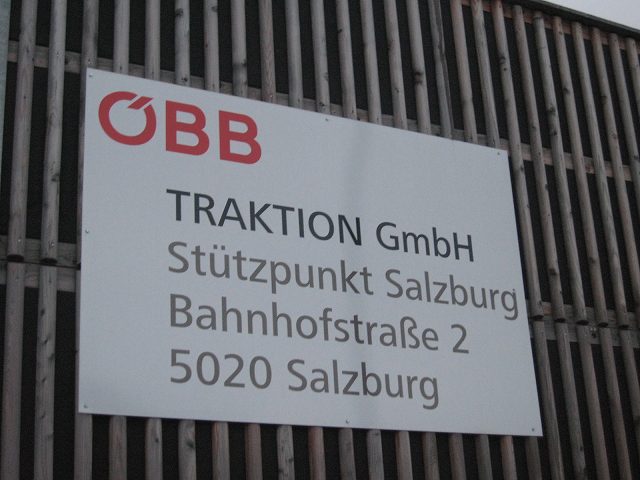 ÖBB
TRAKTION GmbH
Stützpunkt Salzburg
Bahnhofstraße 2
5020 Salzburg